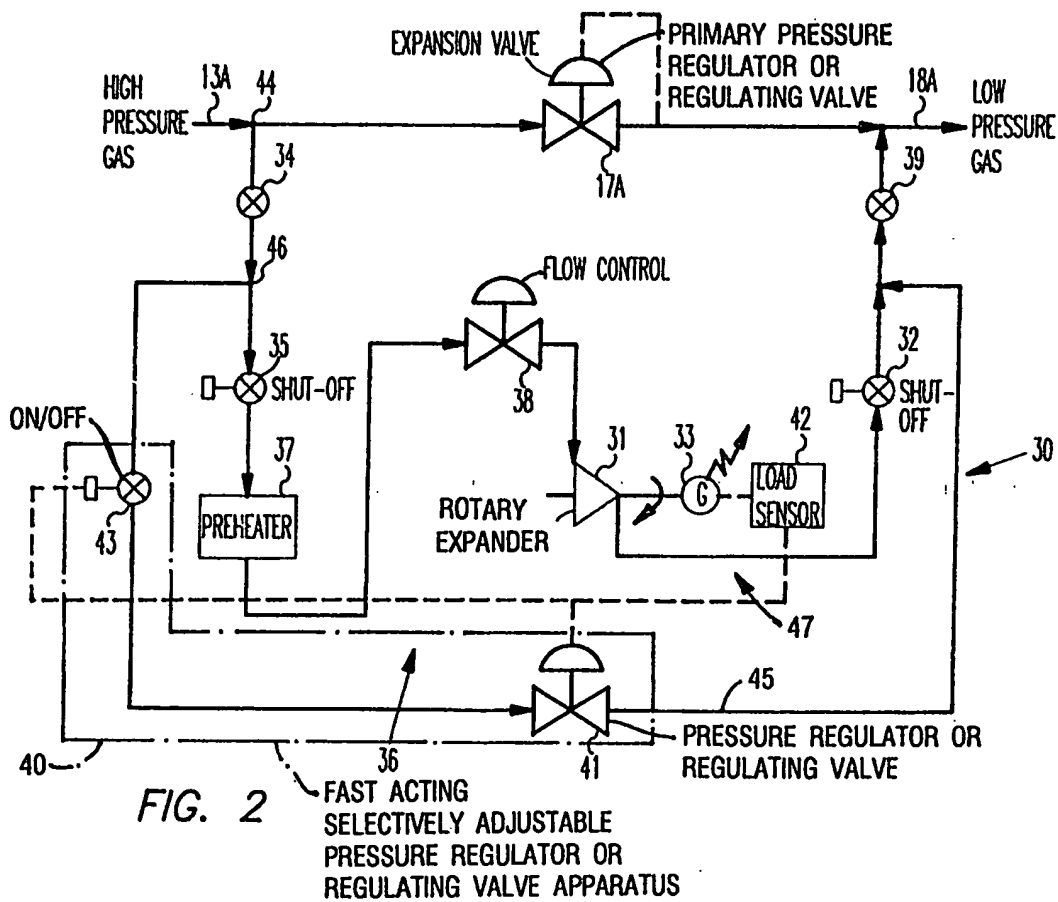 EXPANSION VALVE
PRIMARY PRESSURE
REGULATOR OR
REGULATING VALVE
HIGH
PRESSURE
GAS
13A
44
17A
18A
LOW
PRESSURE
GAS
34
39
46
FLOW CONTROL
38
35
SHUT-OFF
32
SHUT-
OFF
ON/OFF
43
37
PREHEATER
31
ROTARY
EXPANDER
33
G
42
LOAD
SENSOR
30
47
36
45
41
PRESSURE REGULATOR OR
REGULATING VALVE
40
FIG. 2
FAST ACTING
SELECTIVELY ADJUSTABLE
PRESSURE REGULATOR OR
REGULATING VALVE APPARATUS